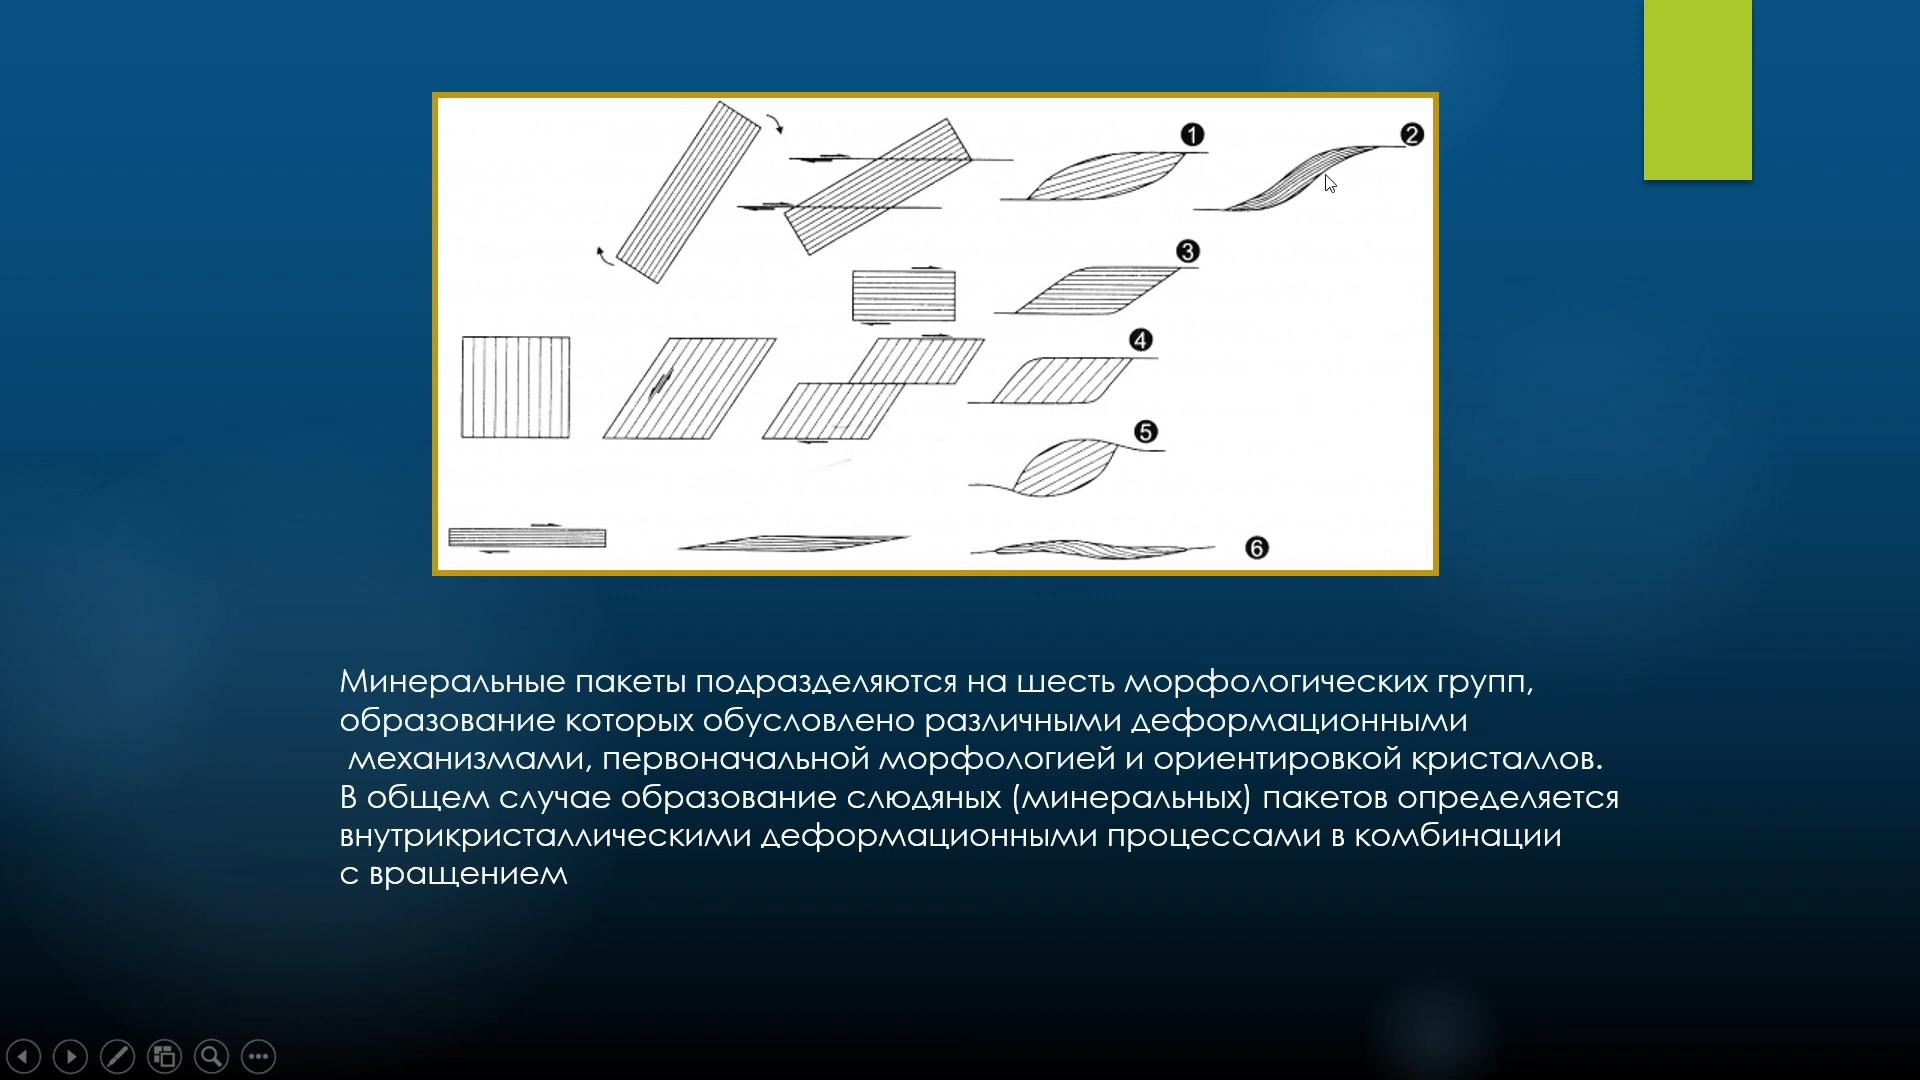 1
2
3
4
5
6
Минеральные пакеты подразделяются на шесть морфологических групп,
образование которых обусловлено различными деформационными
механизмами, первоначальной морфологией и ориентировкой кристаллов.
В общем случае образование слюдяных (минеральных) пакетов определяется
внутрикристаллическими деформационными процессами в комбинации
с вращением